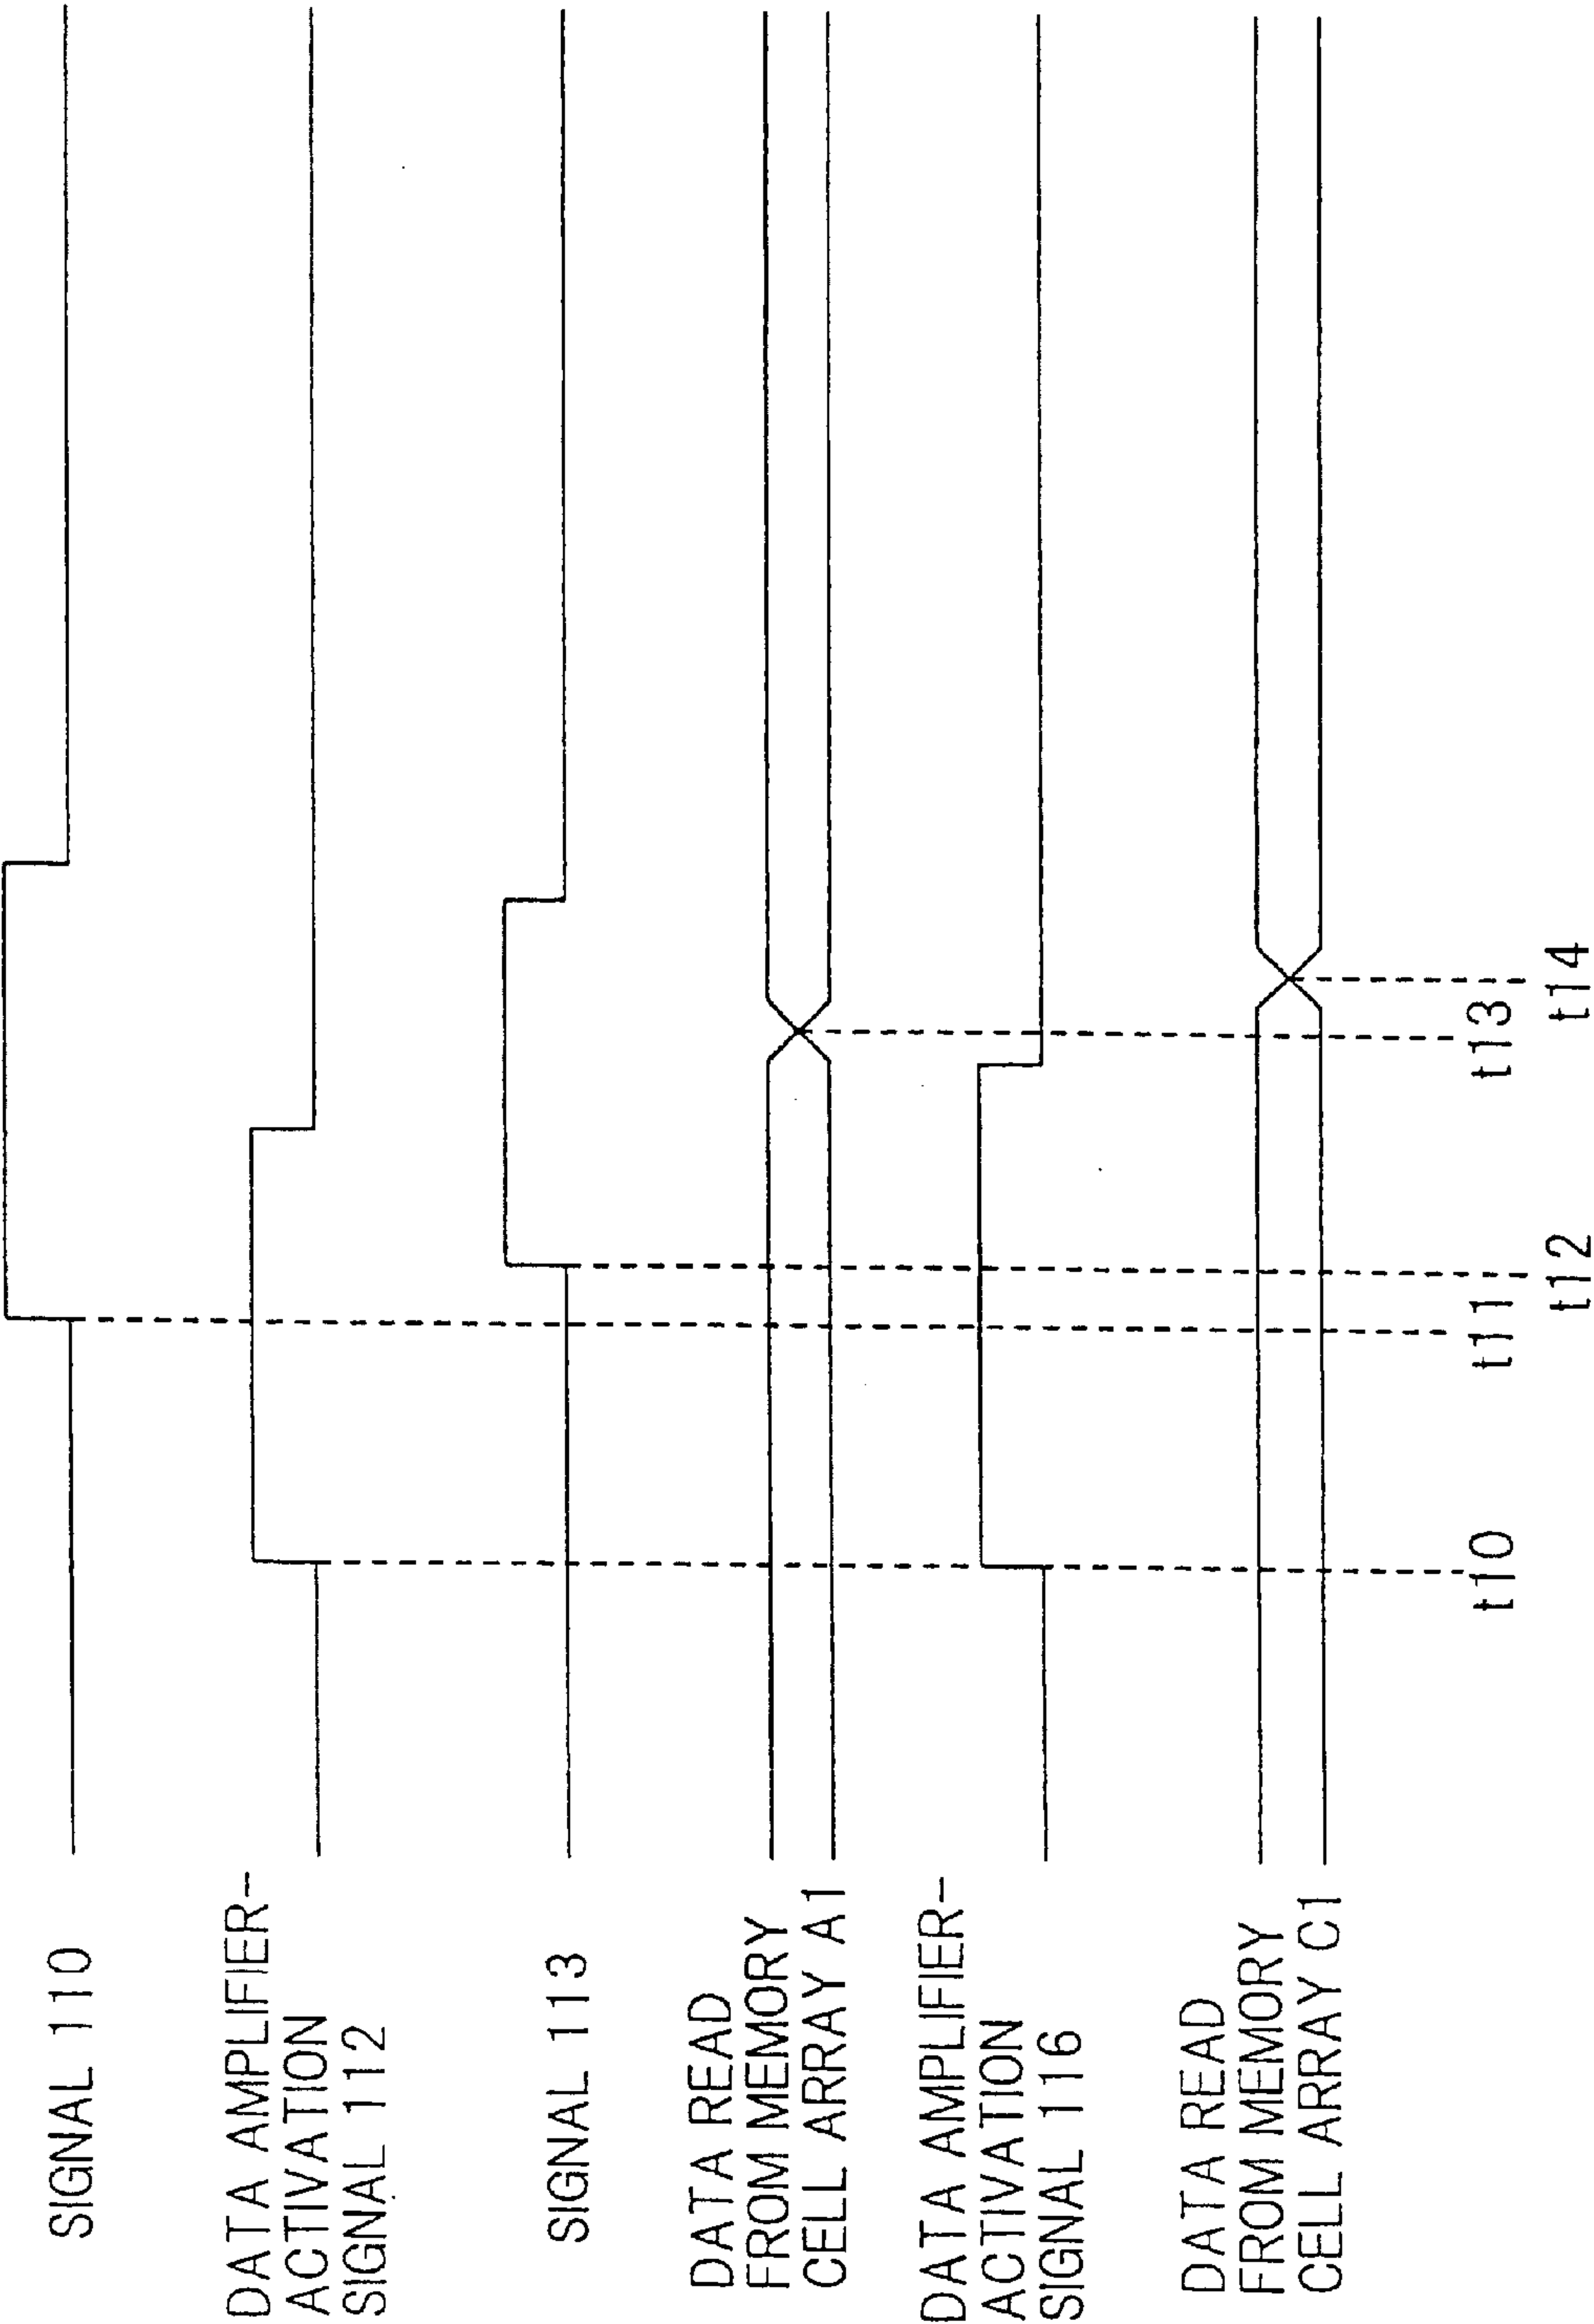 SIGNAL 110
DATA AMPLIFIER-
ACTIVATION
SIGNAL 112
SIGNAL 113
DATA READ
FROM MEMORY
CELL ARRAY A1
DATA AMPLIFIER-
ACTIVATION
SIGNAL 116
DATA READ
FROM MEMORY
CELL ARRAY C1
t10
t11
t12
t13
t14